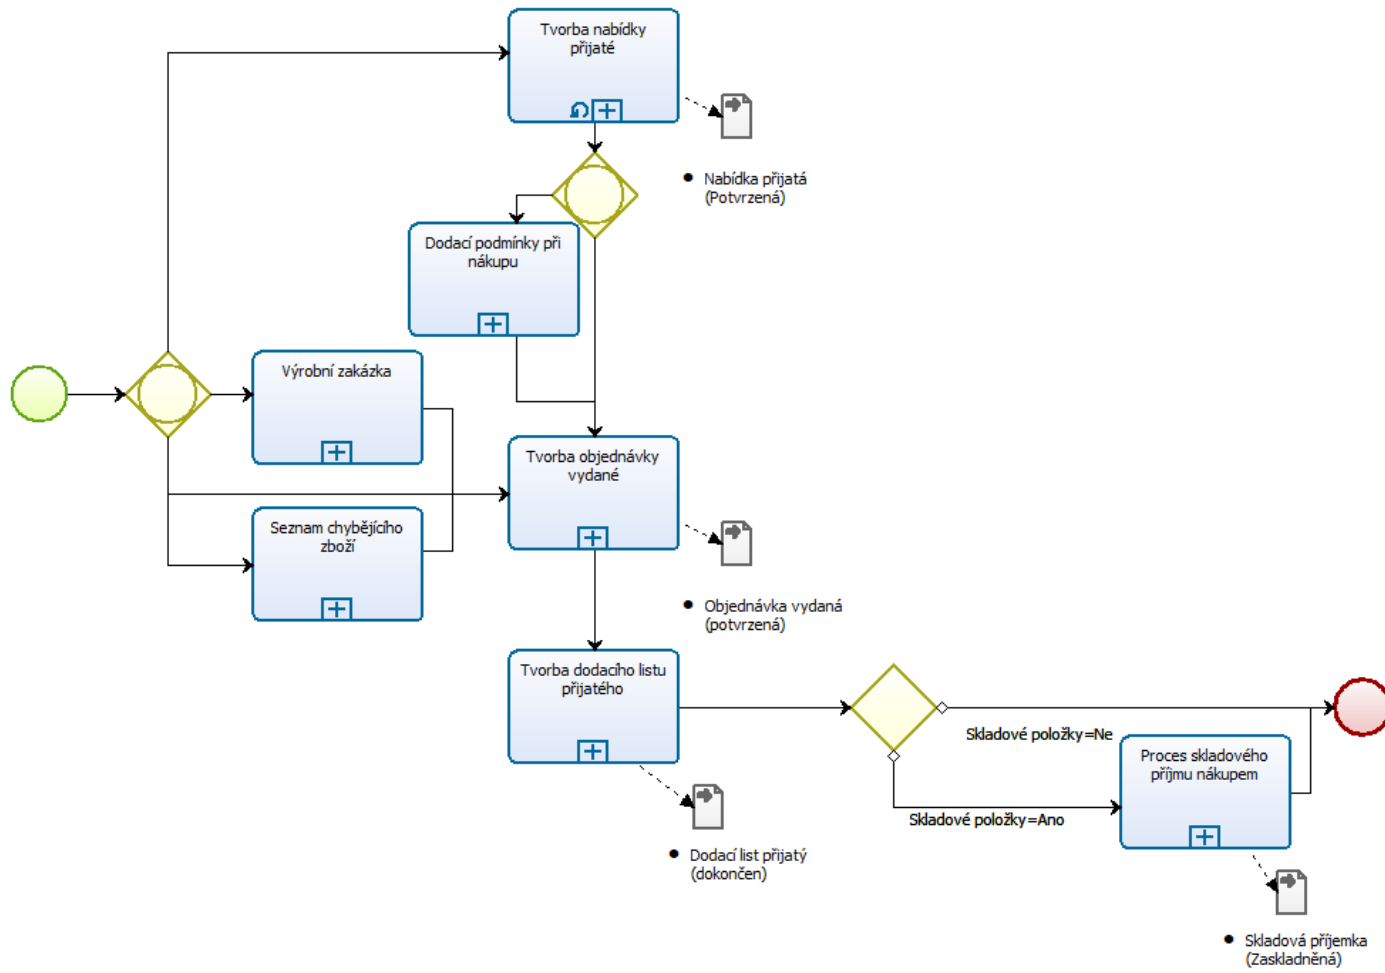 Tvorba nabídky
přijaté
Nabídka přijatá
(Potvrzená)
Dodací podmínky při
nákupu
Výrobní zakázka
Tvorba objednávky
vydané
Seznam chybějícího
zboží
Objednávka vydaná
(potvrzená)
Tvorba dodacího listu
přijatého
Skladové položky=Ne
Proces skladového
příjmu nákupem
Skladové položky=Ano
Dodací list přijatý
(dokončen)
Skladová příjemka
(Zaskladněná)